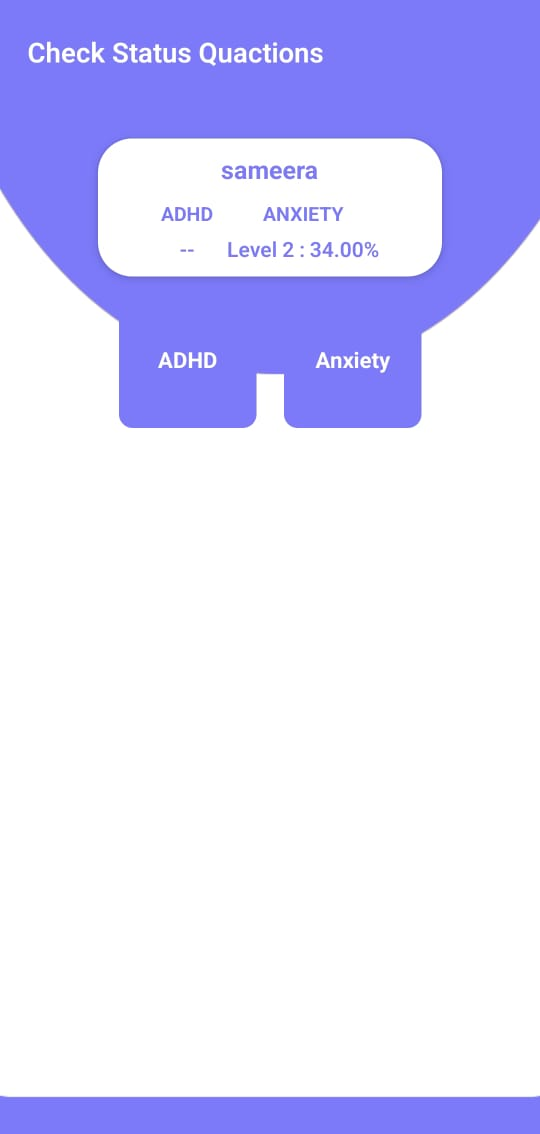 Check Status Quactions
sameera
ADHD ANXIETY
-- Level 2 : 34.00%
ADHD Anxiety